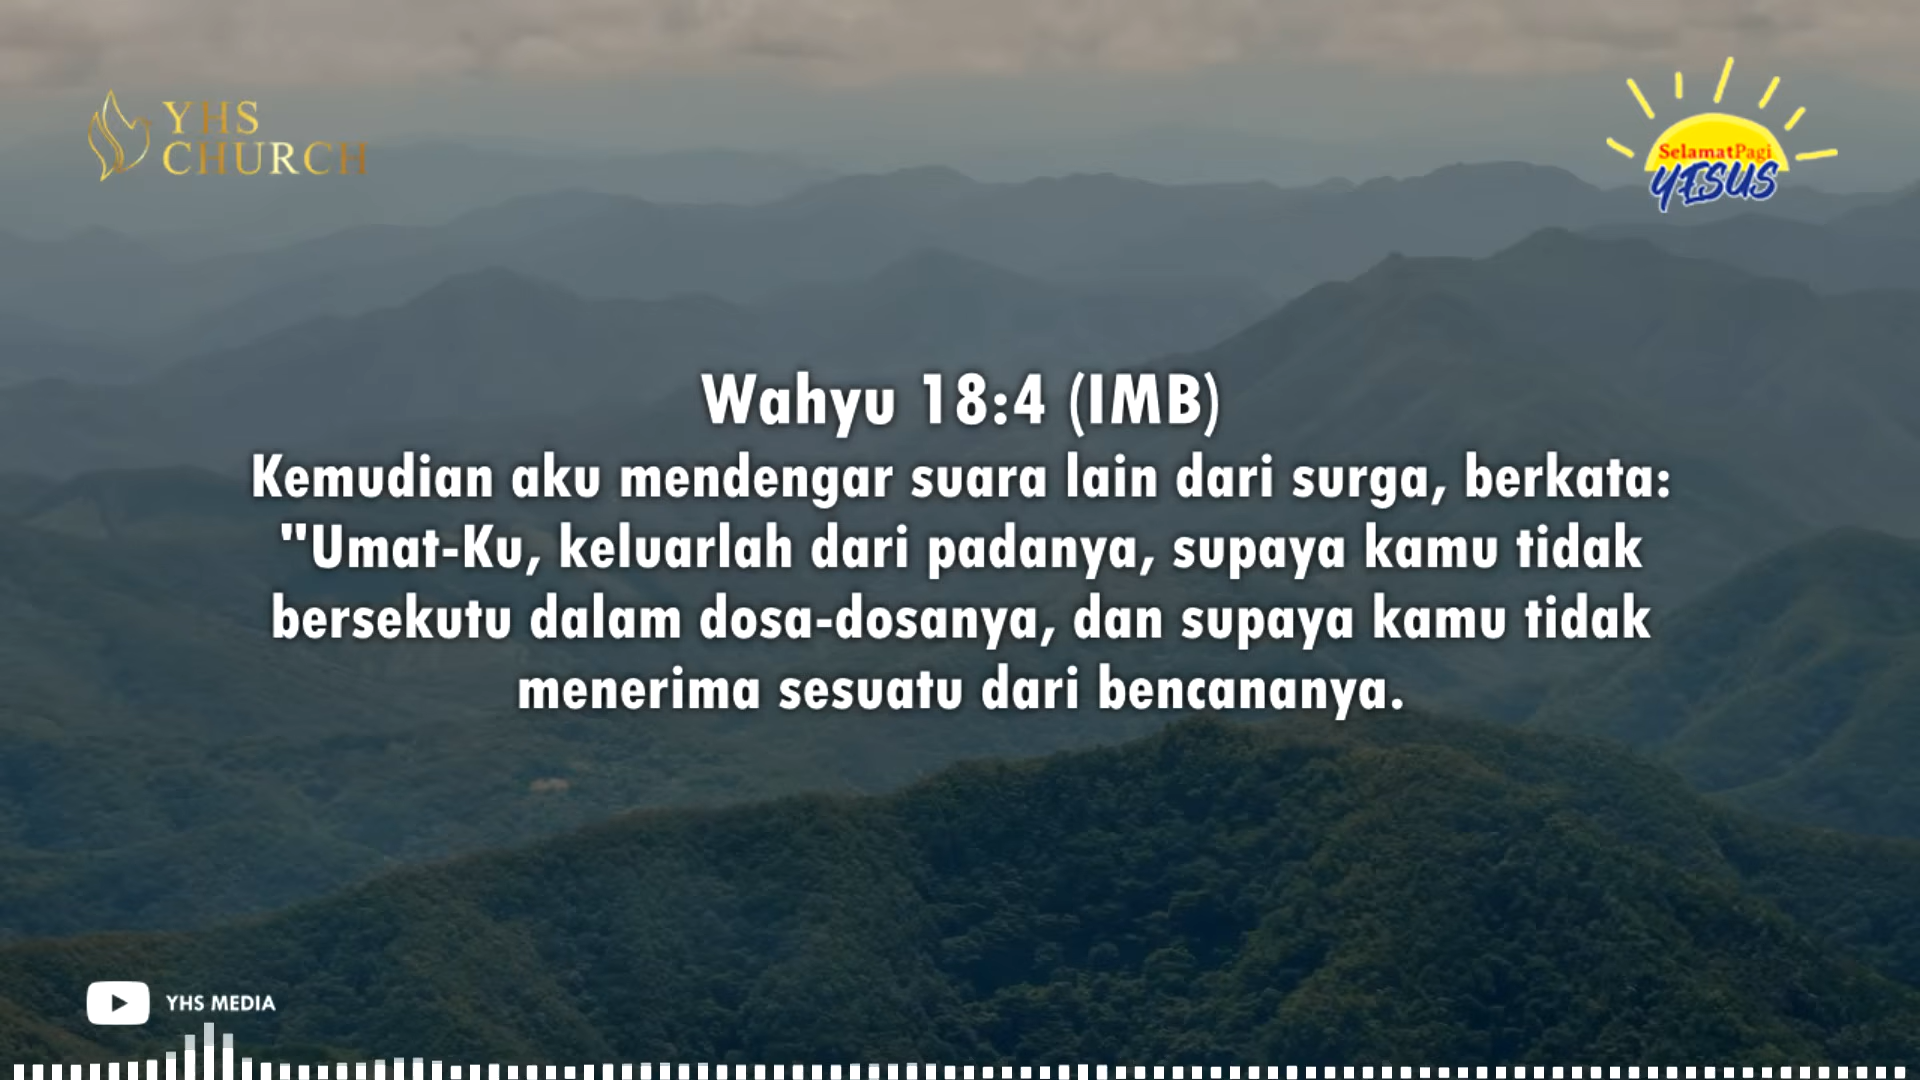 YHS
CHURCH
SelamatPagi
YESUS
Wahyu 18:4 (IMB)
Kemudian aku mendengar suara lain dari surga, berkata:
"Umat-Ku, keluarlah dari padanya, supaya kamu tidak
bersekutu dalam dosa-dosanya, dan supaya kamu tidak
menerima sesuatu dari bencananya.
YHS MEDIA